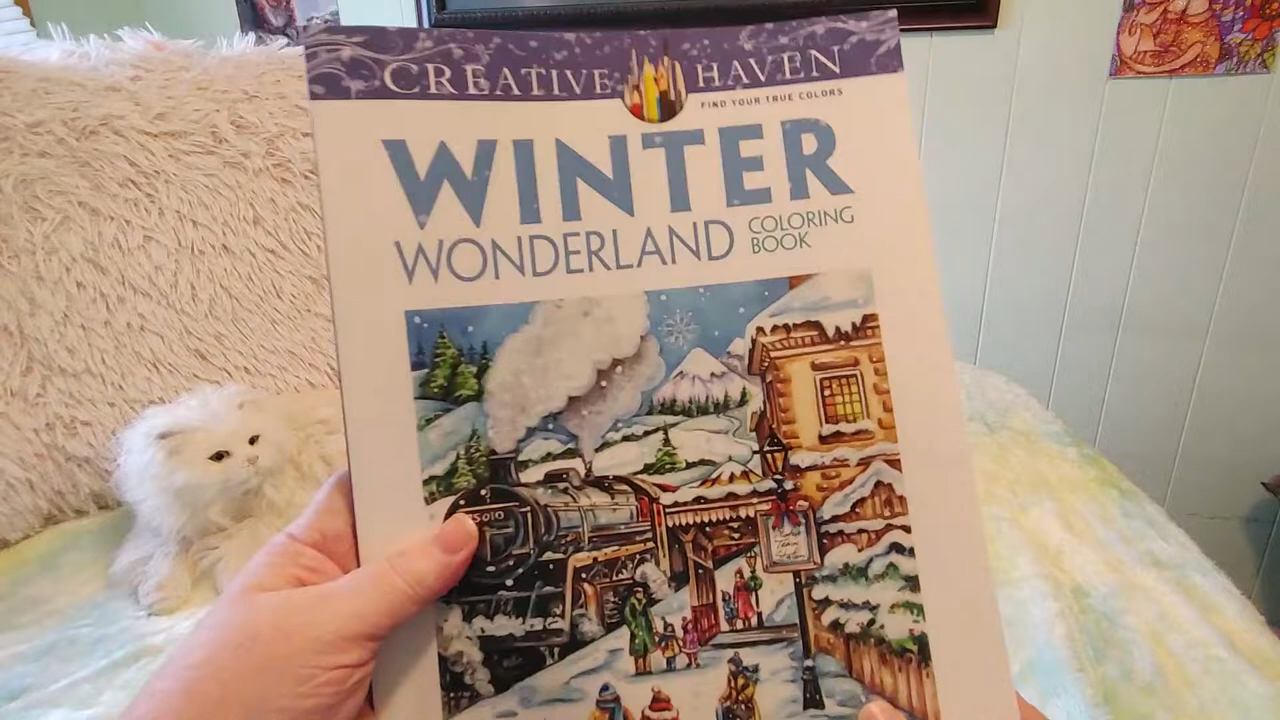 CREATIVE HAVEN
FIND YOUR TRUE COLORS
WINTER
WONDERLAND
COLORING
BOOK
5010